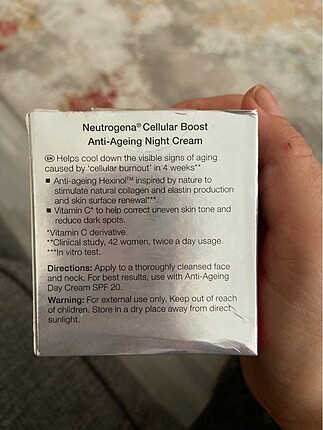 Neutrogena® Cellular Boost
Anti-Ageing Night Cream
EN Helps cool down the visible signs of aging
caused by 'cellular burnout' in 4 weeks**
■ Anti-ageing Hexinol™ inspired by nature to
stimulate natural collagen and elastin production
and skin surface renewal***.
■ Vitamin C* to help correct uneven skin tone and
reduce dark spots.
*Vitamin C derivative.
**Clinical study, 42 women, twice a day usage.
***In vitro test.
Directions: Apply to a thoroughly cleansed face
and neck. For best results, use with Anti-Ageing
Day Cream SPF 20.
Warning: For external use only. Keep out of reach
of children. Store in a dry place away from direct
sunlight.